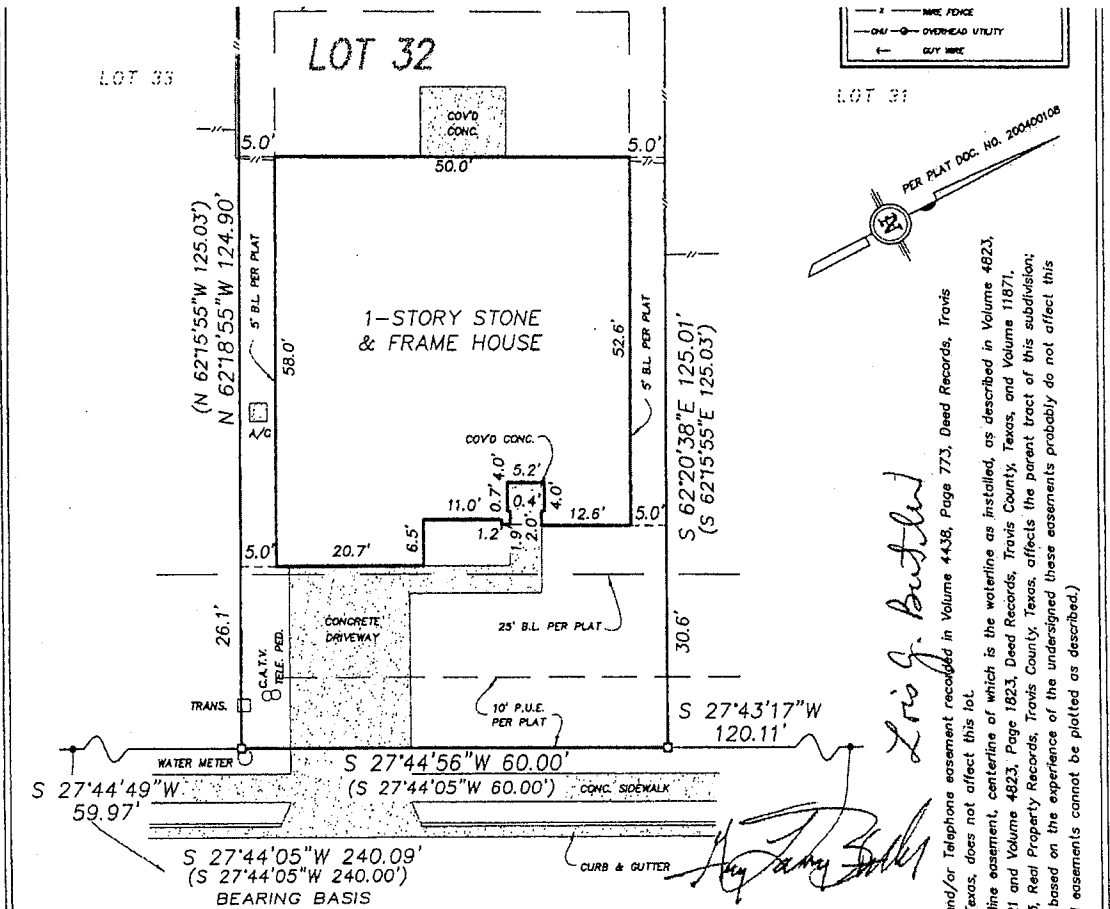 WIRE FENCE
OHU OVERHEAD UTILITY
GUY WIRE
LOT 33
LOT 32
LOT 31
COV'D
CONC.
PER PLAT DOC. NO. 200400108
N
5.0'
5.0'
50.0'
(N 62°15'55"W 125.03')
N 62°18'55"W 124.90'
5' B.L. PER PLAT
58.0'
1-STORY STONE
& FRAME HOUSE
52.6'
5' B.L. PER PLAT
S 62°20'38"E 125.01'
(S 62°15'55"E 125.03')
A/C
COV'D CONC.
5.2'
4.0'
0.7'
0.4'
4.0'
11.0'
1.2'
1.9'
2.0'
12.6'
5.0'
6.5'
5.0'
20.7'
26.1'
CONCRETE
DRIVEWAY
25' B.L. PER PLAT
30.6'
C.A.T.V.
TELE. PED.
TRANS.
10' P.U.E.
PER PLAT
S 27°43'17"W
120.11'
WATER METER
S 27°44'56"W 60.00'
(S 27°44'05"W 60.00')
CONC. SIDEWALK
S 27°44'49"W
59.97'
S 27°44'05"W 240.09'
(S 27°44'05"W 240.00')
BEARING BASIS
CURB & GUTTER
Lois G.
and/or Telephone easement recorded in Volume 4438, Page 773, Deed Records, Travis
Texas, does not affect this lot.
line easement, centerline of which is the waterline as installed, as described in Volume 4823,
21 and Volume 4823, Page 1823, Deed Records, Travis County, Texas, and Volume 11871,
Real Property Records, Travis County, Texas, affects the parent tract of this subdivision;
based on the experience of the undersigned these easements probably do not affect this
easements cannot be plotted as described.)